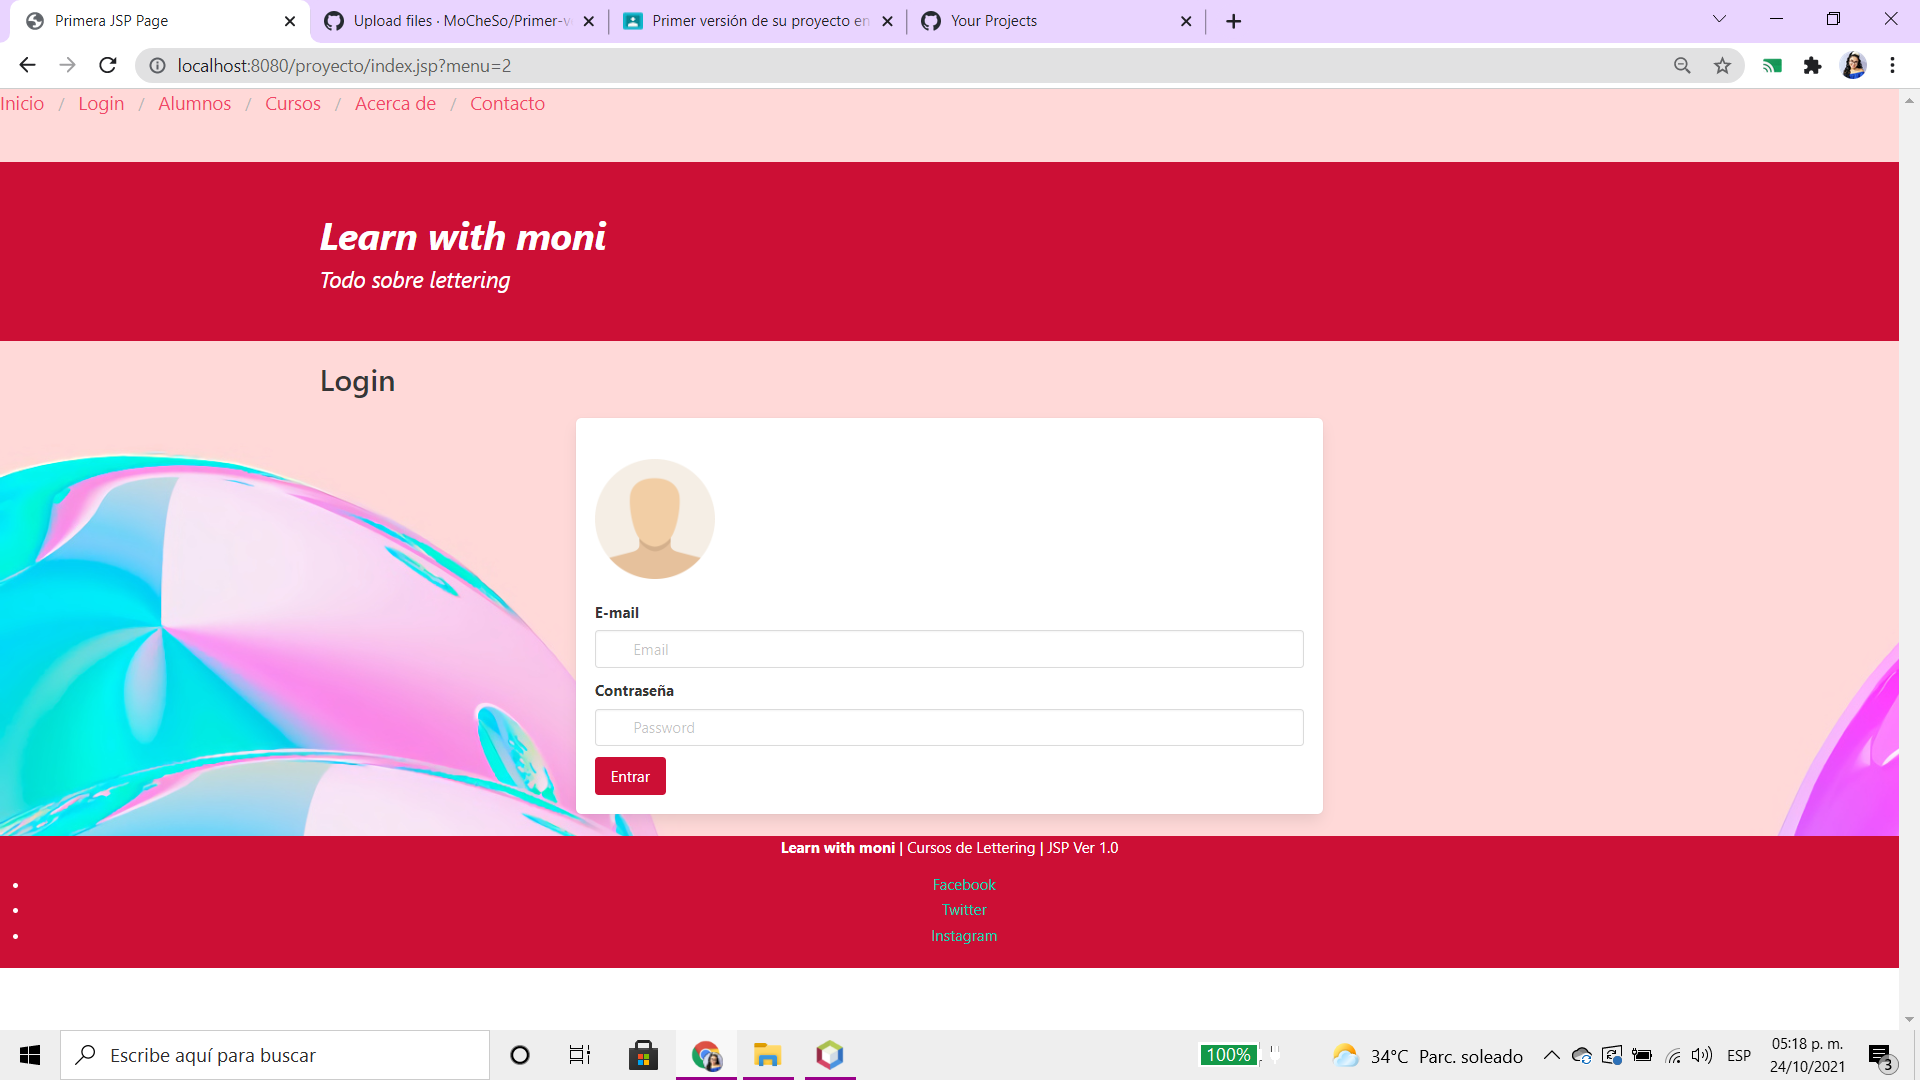 Primera JSP Page
Upload files · MoCheSo/Primer-v
Primer versión de su proyecto en
Your Projects
localhost:8080/proyecto/index.jsp?menu=2
Inicio / Login / Alumnos / Cursos / Acerca de / Contacto
Learn with moni
Todo sobre lettering
Login
E-mail
Email
Contraseña
Password
Entrar
Learn with moni | Cursos de Lettering | JSP Ver 1.0
Facebook
Twitter
Instagram
Escribe aquí para buscar
100%
34°C Parc. soleado
ESP
05:18 p. m.
24/10/2021
3